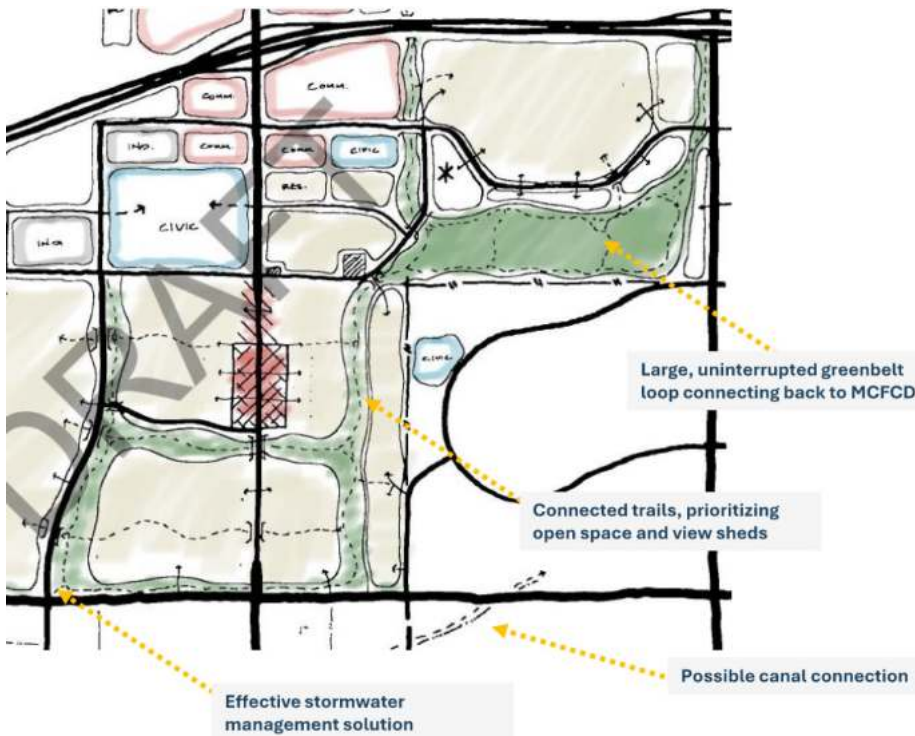 COMM.
COMM.
IND.
COMM.
COMM.
CIVIC
RES.
CIVIC
IND
CIVIC
DRAFT
Large, uninterrupted greenbelt
loop connecting back to MCFCD
Connected trails, prioritizing
open space and view sheds
Possible canal connection
Effective stormwater
management solution